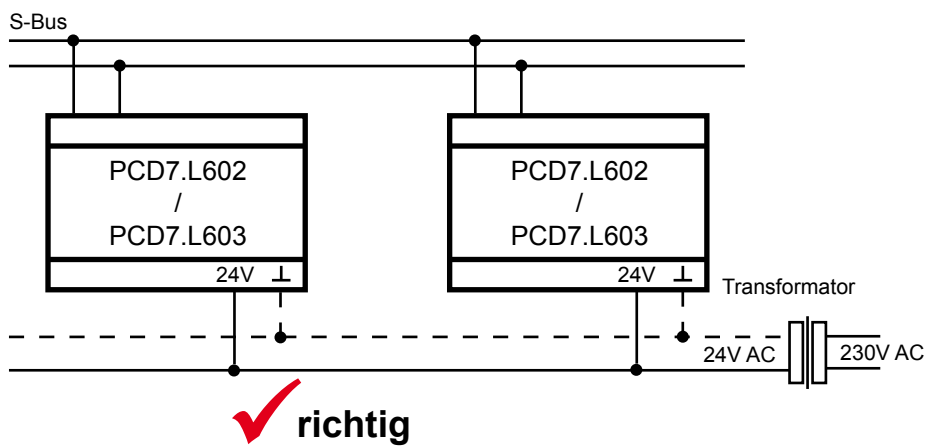 S-Bus
PCD7.L602
/
PCD7.L603
24V ⊥
PCD7.L602
/
PCD7.L603
24V ⊥
Transformator
24V AC
230V AC
richtig